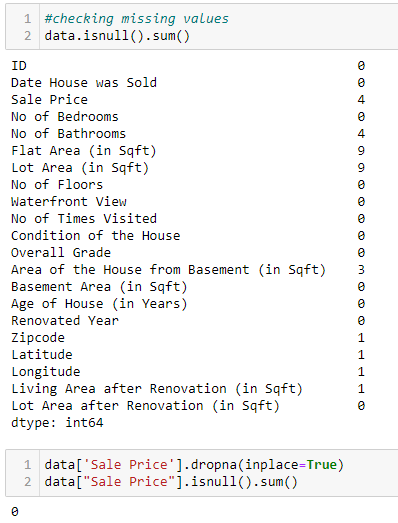 1 #checking missing values
2 data.isnull().sum()
ID 0
Date House was Sold 0
Sale Price 4
No of Bedrooms 0
No of Bathrooms 4
Flat Area (in Sqft) 9
Lot Area (in Sqft) 9
No of Floors 0
Waterfront View 0
No of Times Visited 0
Condition of the House 0
Overall Grade 0
Area of the House from Basement (in Sqft) 3
Basement Area (in Sqft) 0
Age of House (in Years) 0
Renovated Year 0
Zipcode 1
Latitude 1
Longitude 1
Living Area after Renovation (in Sqft) 1
Lot Area after Renovation (in Sqft) 0
dtype: int64
1 data['Sale Price'].dropna(inplace=True)
2 data["Sale Price"].isnull().sum()
0